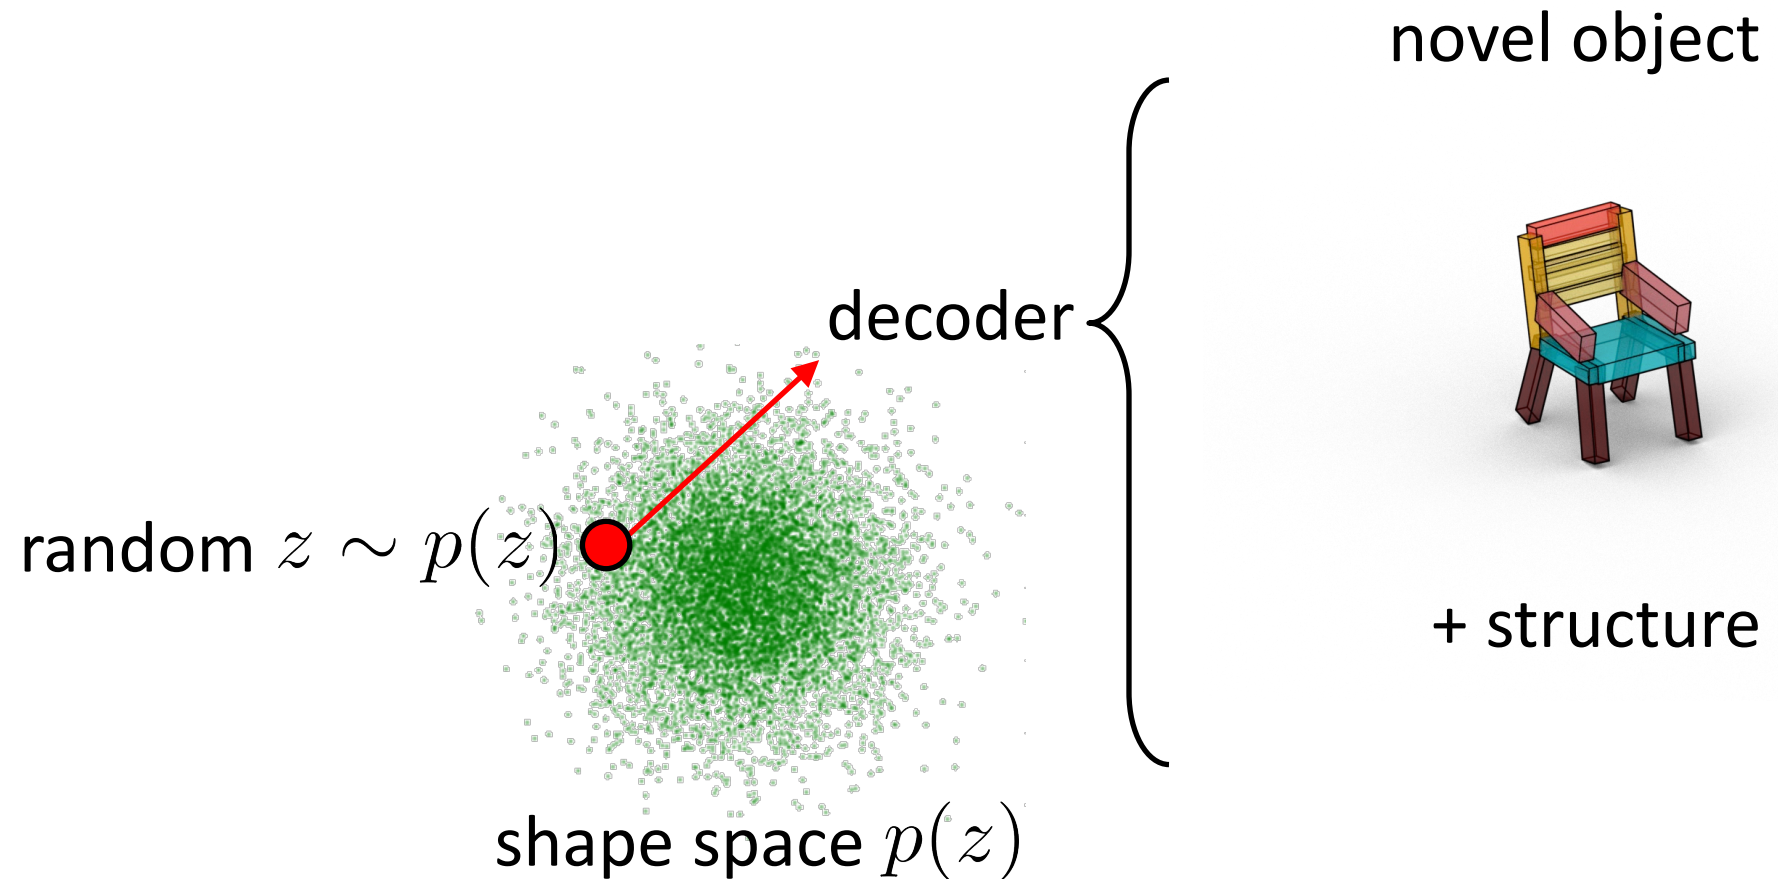 novel object
decoder
random z ∼ p(z)
+ structure
shape space p(z)